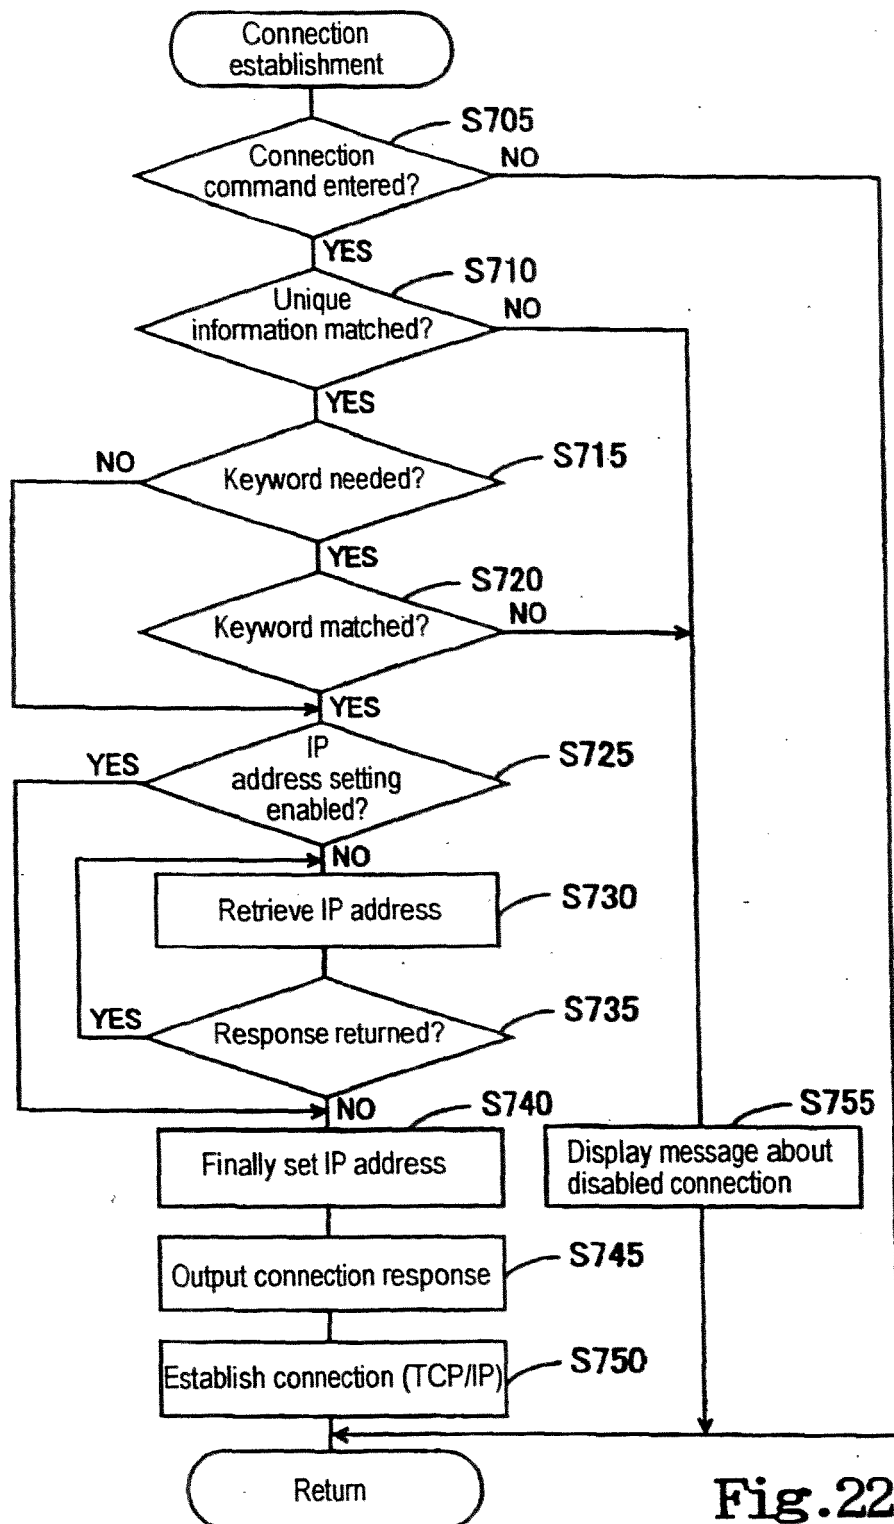 Connection
establishment
S705
Connection
command entered?
NO
YES
S710
Unique
information matched?
NO
YES
S715
NO
Keyword needed?
YES
S720
Keyword matched?
NO
YES
IP
address setting
enabled?
YES
S725
NO
Retrieve IP address
S730
YES
Response returned?
S735
NO
S740
Finally set IP address
S755
Display message about
disabled connection
Output connection response
S745
Establish connection (TCP/IP)
S750
Return
Fig.22